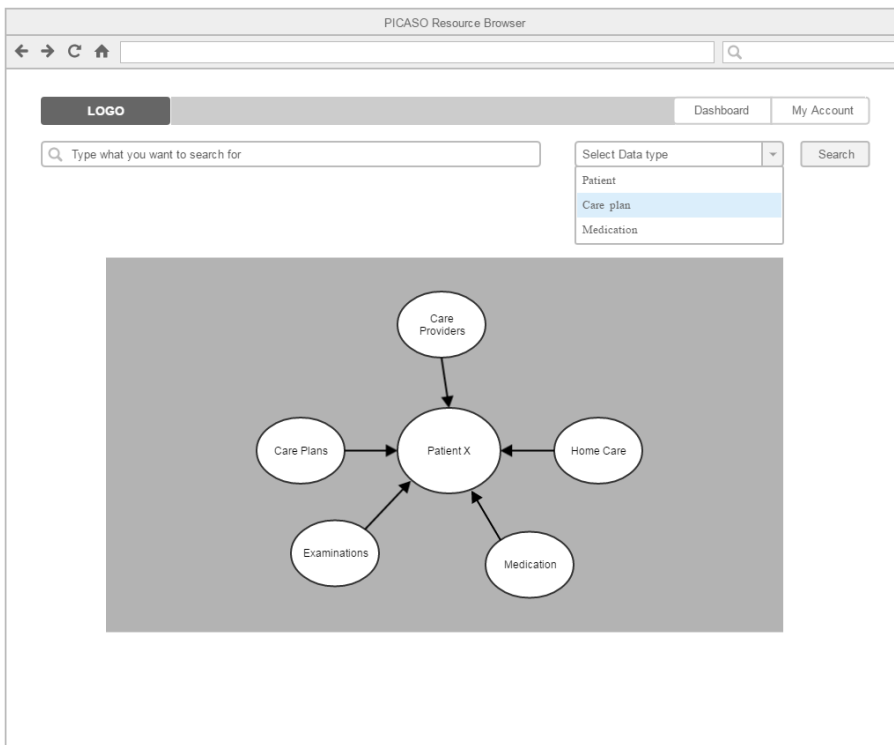 PICASO Resource Browser
LOGO
Dashboard
My Account
Type what you want to search for
Select Data type
Search
Patient
Care plan
Medication
Care
Providers
Care Plans
Patient X
Home Care
Examinations
Medication